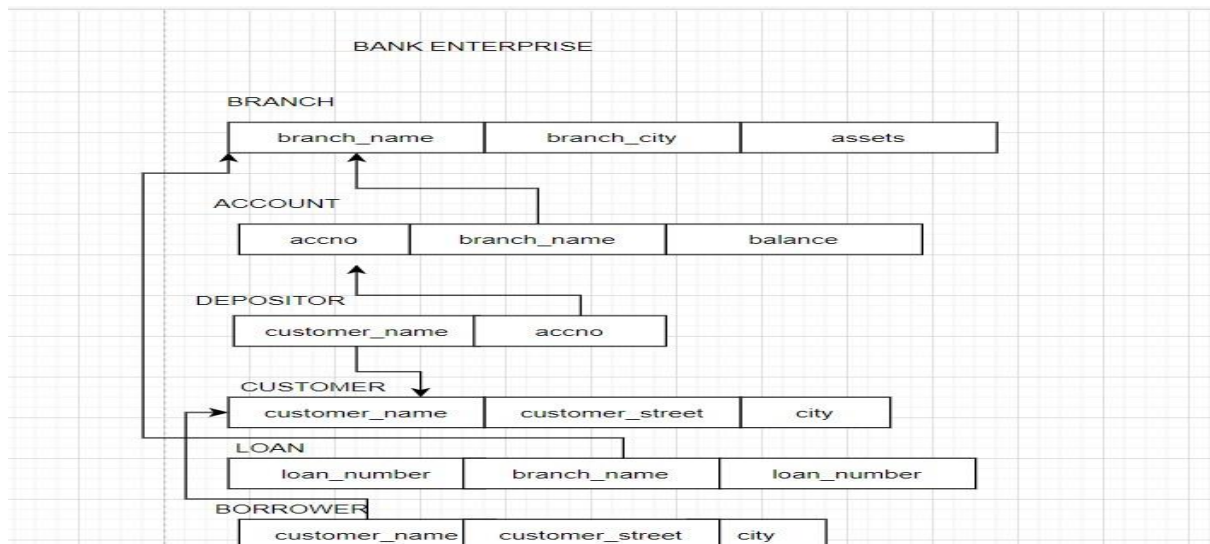 BANK ENTERPRISE
BRANCH
branch_name branch_city assets
ACCOUNT
accno branch_name balance
DEPOSITOR
customer_name accno
CUSTOMER
customer_name customer_street city
LOAN
loan_number branch_name loan_number
BORROWER
customer_name customer_street city